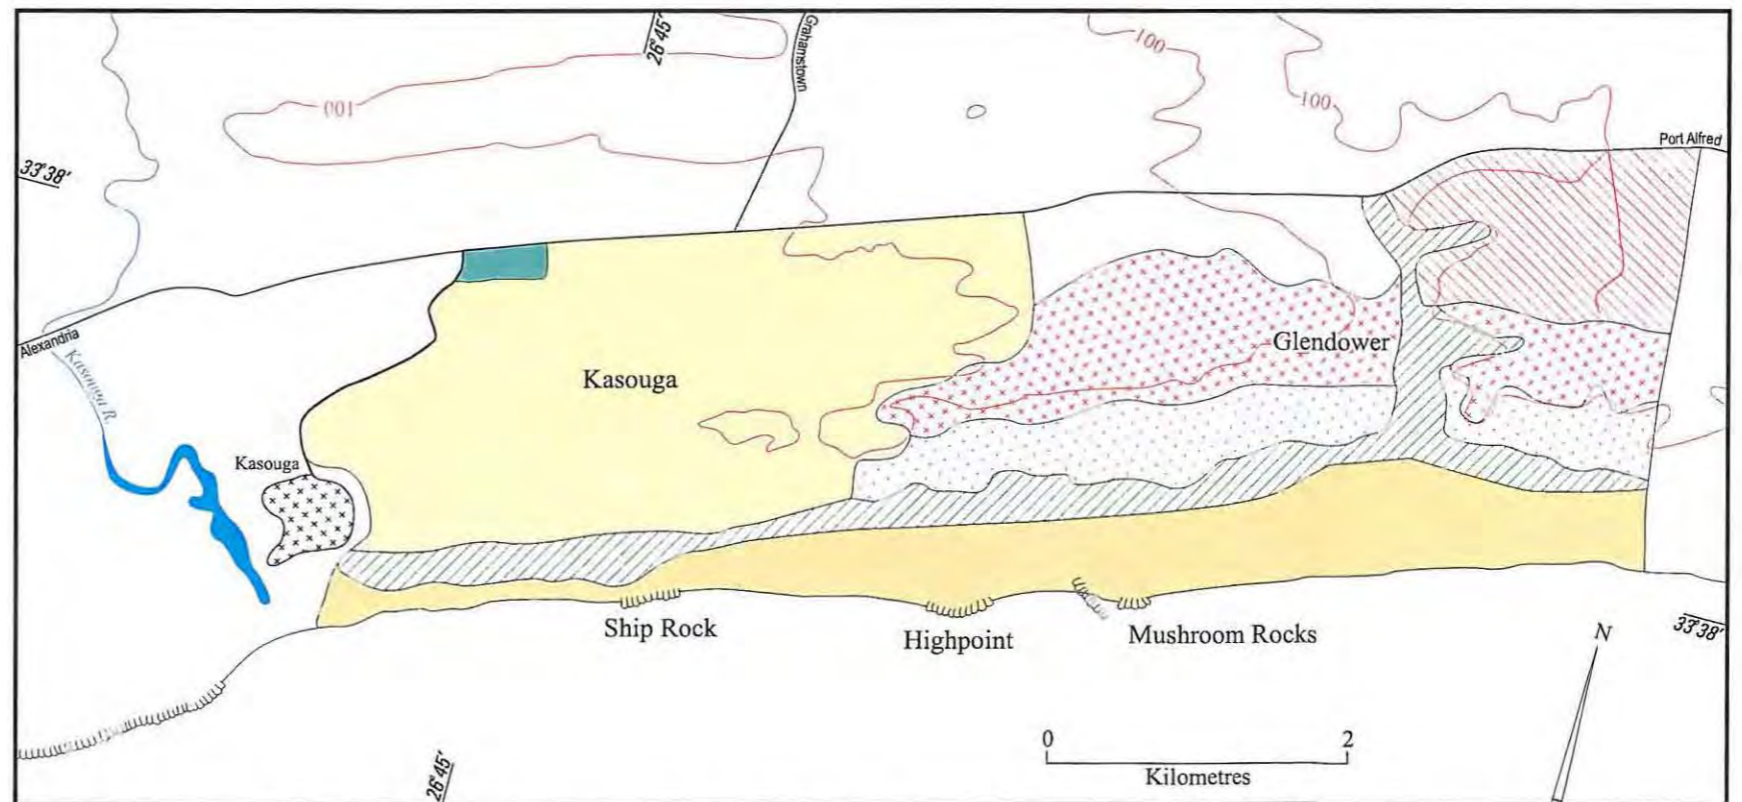 26°45'
Grahamstown
100
100
100
Port Alfred
33°38'
Alexandria
Kasouga R.
Glendower
Kasouga
Kasouga
Ship Rock
Highpoint
Mushroom Rocks
N
33°38'
0 2
Kilometres
26°45'